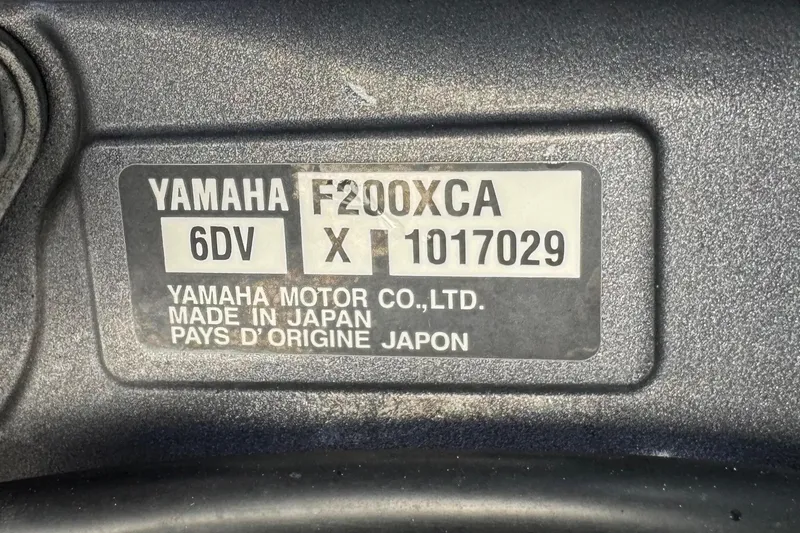 YAMAHA F200XCA
6DV X 1017029
YAMAHA MOTOR CO.,LTD.
MADE IN JAPAN
PAYS D'ORIGINE JAPON